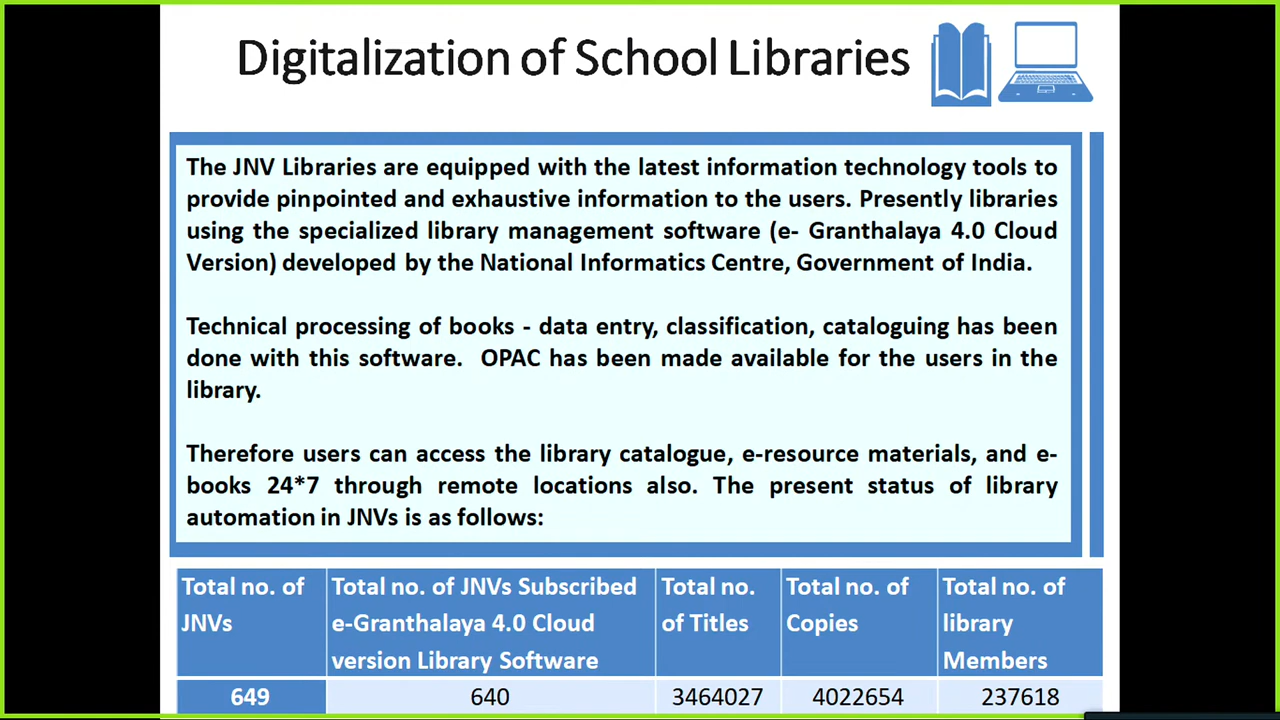 Digitalization of School Libraries
The JNV Libraries are equipped with the latest information technology tools to
provide pinpointed and exhaustive information to the users. Presently libraries
using the specialized library management software (e- Granthalaya 4.0 Cloud
Version) developed by the National Informatics Centre, Government of India.
Technical processing of books - data entry, classification, cataloguing has been
done with this software. OPAC has been made available for the users in the
library.
Therefore users can access the library catalogue, e-resource materials, and e-
books 24*7 through remote locations also. The present status of library
automation in JNVs is as follows:
Total no. of JNVs
Total no. of JNVs Subscribed e-Granthalaya 4.0 Cloud version Library Software
Total no. of Titles
Total no. of Copies
Total no. of library Members
649 640 3464027 4022654 237618